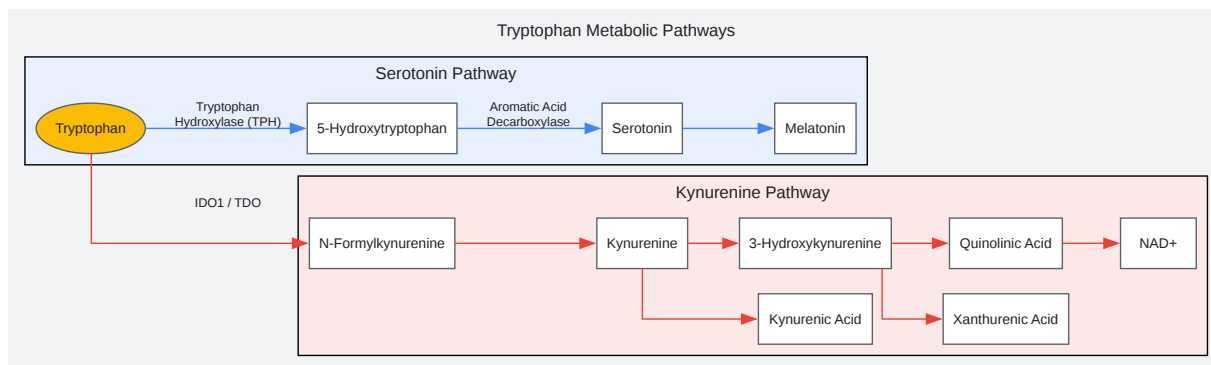 Tryptophan Metabolic Pathways
Serotonin Pathway
Tryptophan
Tryptophan
Hydroxylase (TPH)
5-Hydroxytryptophan
Aromatic Acid
Decarboxylase
Serotonin
Melatonin
IDO1 / TDO
Kynurenine Pathway
N-Formylkynurenine
Kynurenine
3-Hydroxykynurenine
Quinolinic Acid
NAD+
Kynurenic Acid
Xanthurenic Acid